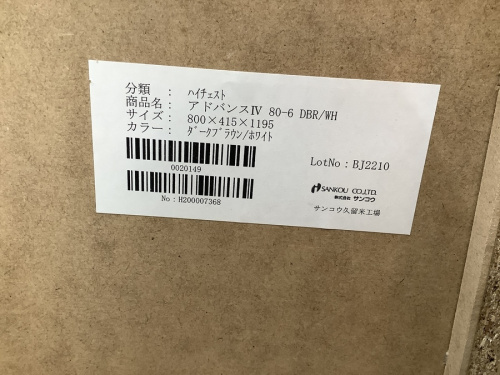 分類 : ﾊｲﾁｪｽﾄ
商品名: アドバンスⅣ 80-6 DBR/WH
サイズ: 800×415×1195
カラー: ﾀﾞｰｸﾌﾞﾗｳﾝ/ﾎﾜｲﾄ
0020149
No:H200007368
LotNo:BJ2210
SANKOU CO.,LTD.
株式会社 サンコウ
サンコウ久留米工場